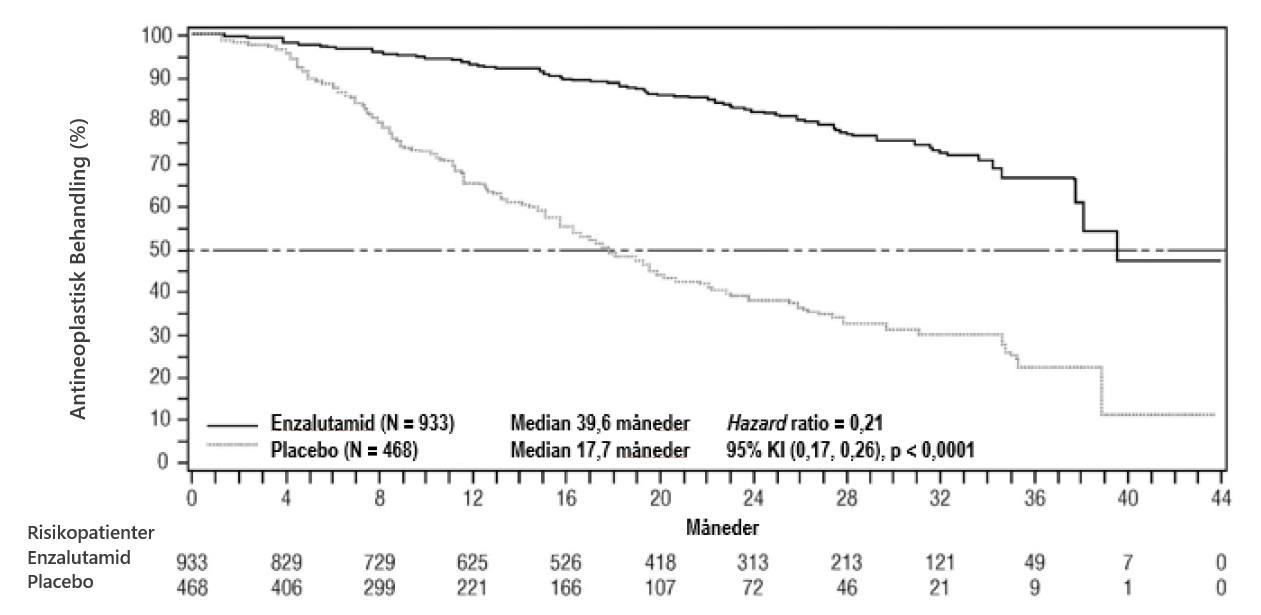 Antineoplastisk Behandling (%)
100
90
80
70
60
50
40
30
20
10
0
Enzalutamid (N = 933) Median 39,6 måneder Hazard ratio = 0,21
Placebo (N = 468) Median 17,7 måneder 95% KI (0,17, 0,26), p < 0,0001
0 4 8 12 16 20 24 28 32 36 40 44
Måneder
Risikopatienter
Enzalutamid 933 829 729 625 526 418 313 213 121 49 7 0
Placebo 468 406 299 221 166 107 72 46 21 9 1 0